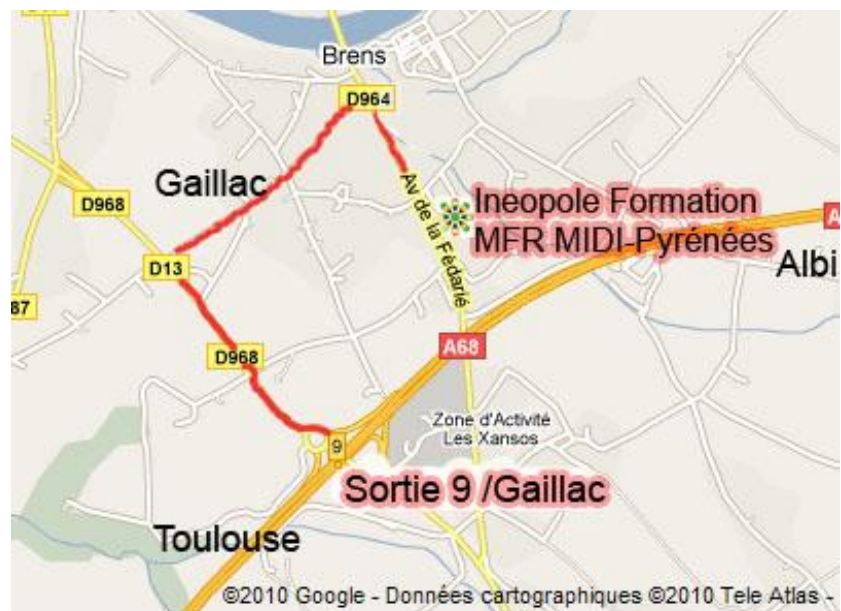 Brens
D964
Gaillac
Ineopole Formation
MFR MIDI-Pyrénées
Av de la Fédarié
D968
D13
Albi
87
D968
A68
9
Zone d'Activité
Les Xansos
Sortie 9 /Gaillac
Toulouse
©2010 Google - Données cartographiques ©2010 Tele Atlas -